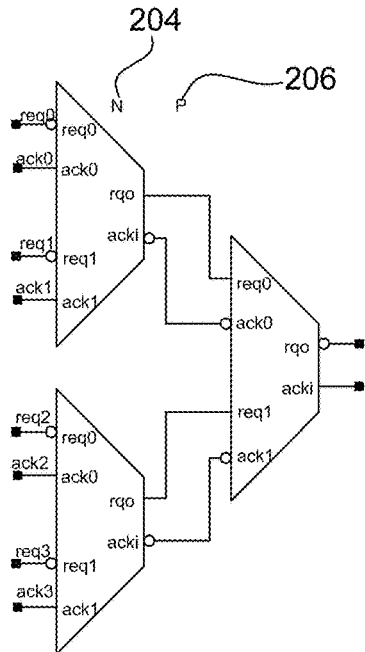 204
N P 206
req0
req0
ack0
ack0
rqo
req1
acki
req1
ack1
ack1
req0
ack0
rqo
acki
req1
ack1
req2
req0
ack2
ack0
rqo
req3
acki
req1
ack3
ack1